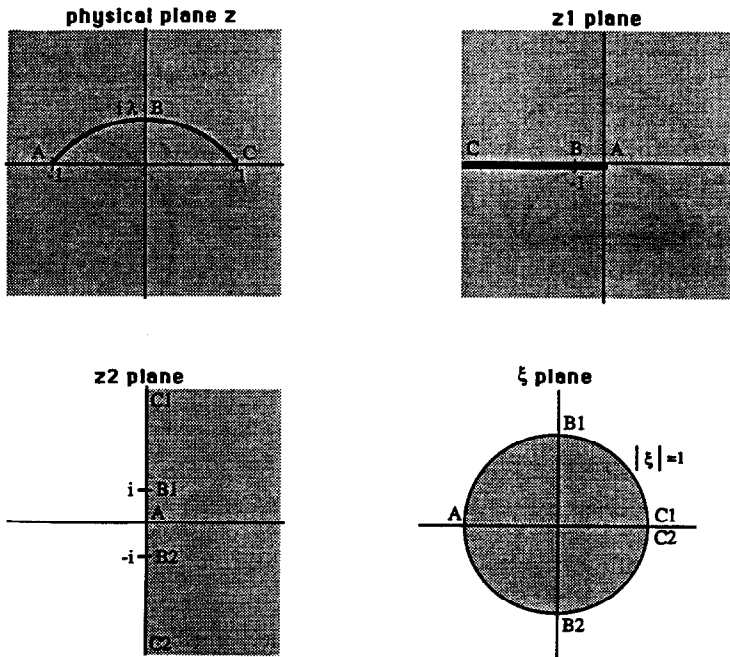 physical plane z
B
A
C
-1
1
z1 plane
C
B
A
-1
z2 plane
C1
i
B1
A
-i
B2
C2
ξ plane
B1
|ξ|=1
A
C1
C2
B2